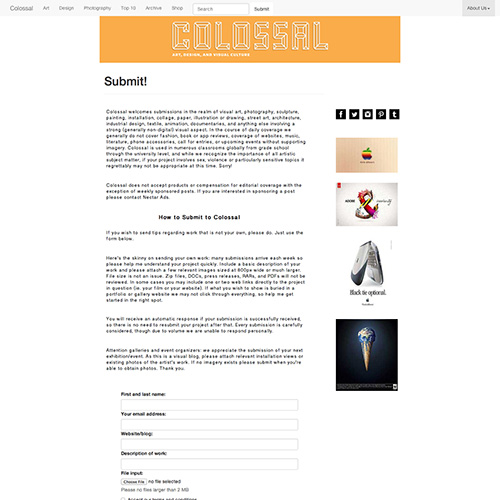 Colossal Art Design Photography Top 10 Archive Shop Search Submit About Us
COLOSSAL
ART, DESIGN, AND VISUAL CULTURE
Submit!
Colossal welcomes submissions in the realm of visual art, photography, sculpture,
painting, installation, collage, paper, illustration or drawing, street art, architecture,
industrial design, textile, animation, documentaries, and anything else involving a
strong (generally non-digital) visual aspect. In the course of daily coverage we
generally do not cover fashion, book or app reviews, coverage of websites, music,
literature, phone accessories, call for entries, or upcoming events without supporting
imagery. Colossal is used in numerous classrooms globally from grade school
through the university level, and while we recognize the importance of all artistic
subject matter, if your project involves sex, violence or particularly sensitive topics it
regrettably may not be appropriate at this time. Sorry!
Colossal does not accept products or compensation for editorial coverage with the
exception of weekly sponsored posts. If you are interested in sponsoring a post
please contact Nectar Ads.
How to Submit to Colossal
If you wish to send tips regarding work that is not your own, please do. Just use the
form below.
Here's the skinny on sending your own work: many submissions arrive each week so
please help me understand your project quickly. Include a basic description of your
work and please attach a few relevant images sized at 800px wide or much larger.
File size is not an issue. Zip files, DOCs, press releases, RARs, and PDFs will not be
reviewed. In some cases you may include one or two web links directly to the project
in question (ie. your film or your website). If what you wish to show is buried in a
portfolio or gallery website we may not click through everything, so help me get
started in the right spot.
You will receive an automatic response if your submission is successfully received,
so there is no need to resubmit your project after that. Every submission is carefully
considered, though due to volume we are unable to respond personally.
Attention galleries and event organizers: we appreciate the submission of your next
exhibition/event. As this is a visual blog, please attach relevant installation views or
existing photos of the artist's work. If no imagery exists please submit when you're
able to obtain photos. Thank you.
First and last name:
Your email address:
Website/blog:
Description of work:
File input:
Choose File no file selected
Please no files larger than 2 MB
Black tie optional.